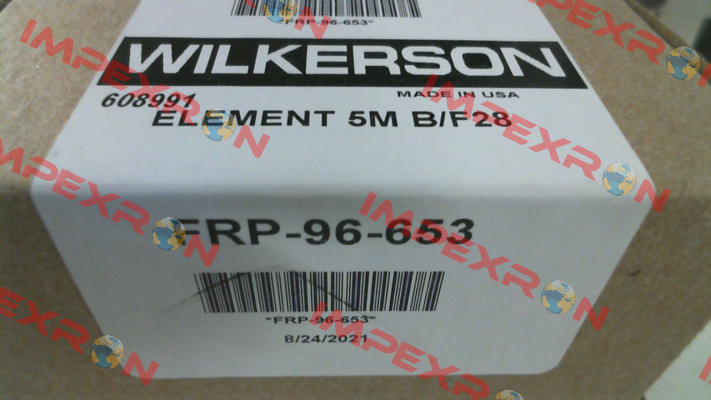 *FRP-96-653*
WILKERSON
608991 MADE IN USA
ELEMENT 5M B/F28
FRP-96-653
*FRP-96-653*
8/24/2021
IMPEXRON
IMPEXRON
IMPEXRON
IMPEXRON
IMPEXRON
IMPEXRON